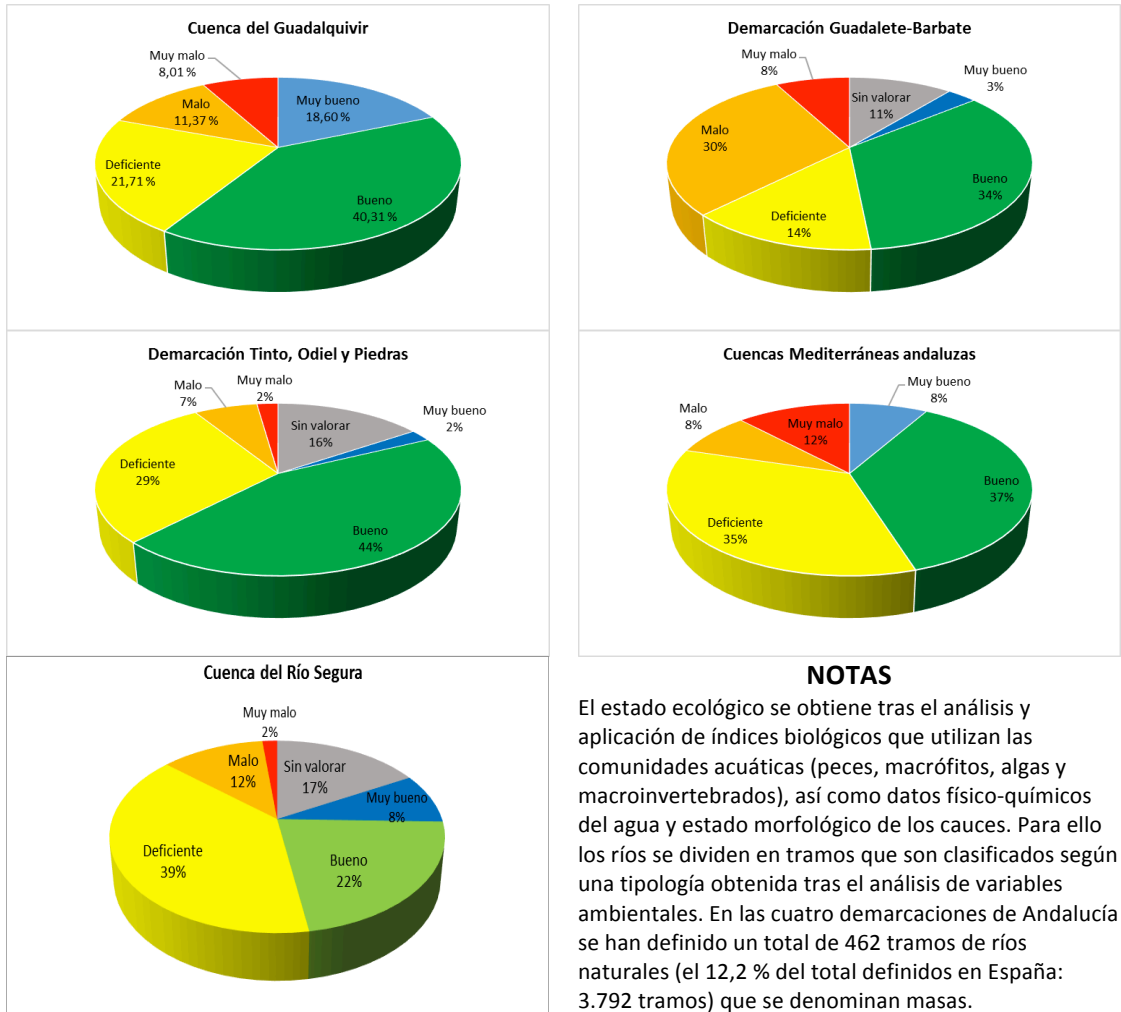 Cuenca del Guadalquivir
Muy malo
8,01 %
Malo
11,37 %
Muy bueno
18,60 %
Deficiente
21,71 %
Bueno
40,31 %
Demarcación Guadalete-Barbate
Muy malo
8%
Muy bueno
3%
Sin valorar
11%
Malo
30%
Bueno
34%
Deficiente
14%
Demarcación Tinto, Odiel y Piedras
Malo
7%
Muy malo
2%
Muy bueno
2%
Sin valorar
16%
Deficiente
29%
Bueno
44%
Cuencas Mediterráneas andaluzas
Muy bueno
8%
Malo
8%
Muy malo
12%
Bueno
37%
Deficiente
35%
Cuenca del Río Segura
Muy malo
2%
Malo
12%
Sin valorar
17%
Muy bueno
8%
Deficiente
39%
Bueno
22%
NOTAS
El estado ecológico se obtiene tras el análisis y
aplicación de índices biológicos que utilizan las
comunidades acuáticas (peces, macrófitos, algas y
macroinvertebrados), así como datos físico-químicos
del agua y estado morfológico de los cauces. Para ello
los ríos se dividen en tramos que son clasificados según
una tipología obtenida tras el análisis de variables
ambientales. En las cuatro demarcaciones de Andalucía
se han definido un total de 462 tramos de ríos
naturales (el 12,2 % del total definidos en España:
3.792 tramos) que se denominan masas.